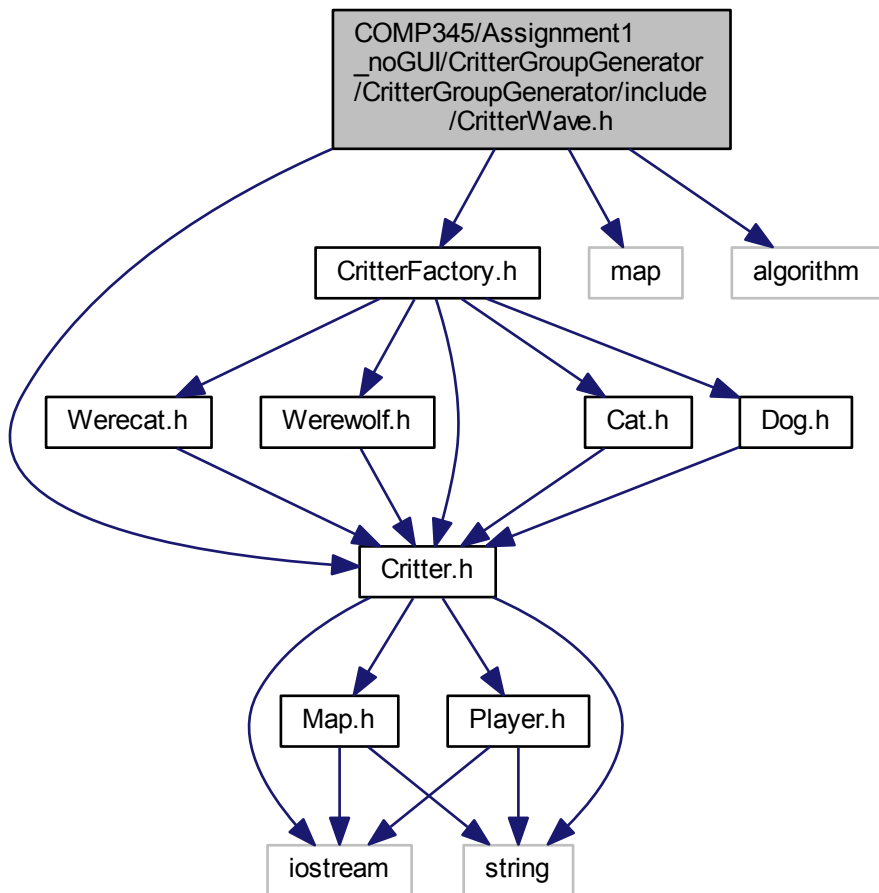 COMP345/Assignment1
_noGUI/CritterGroupGenerator
/CritterGroupGenerator/include
/CritterWave.h
CritterFactory.h
map
algorithm
Werecat.h
Werewolf.h
Cat.h
Dog.h
Critter.h
Map.h
Player.h
iostream
string